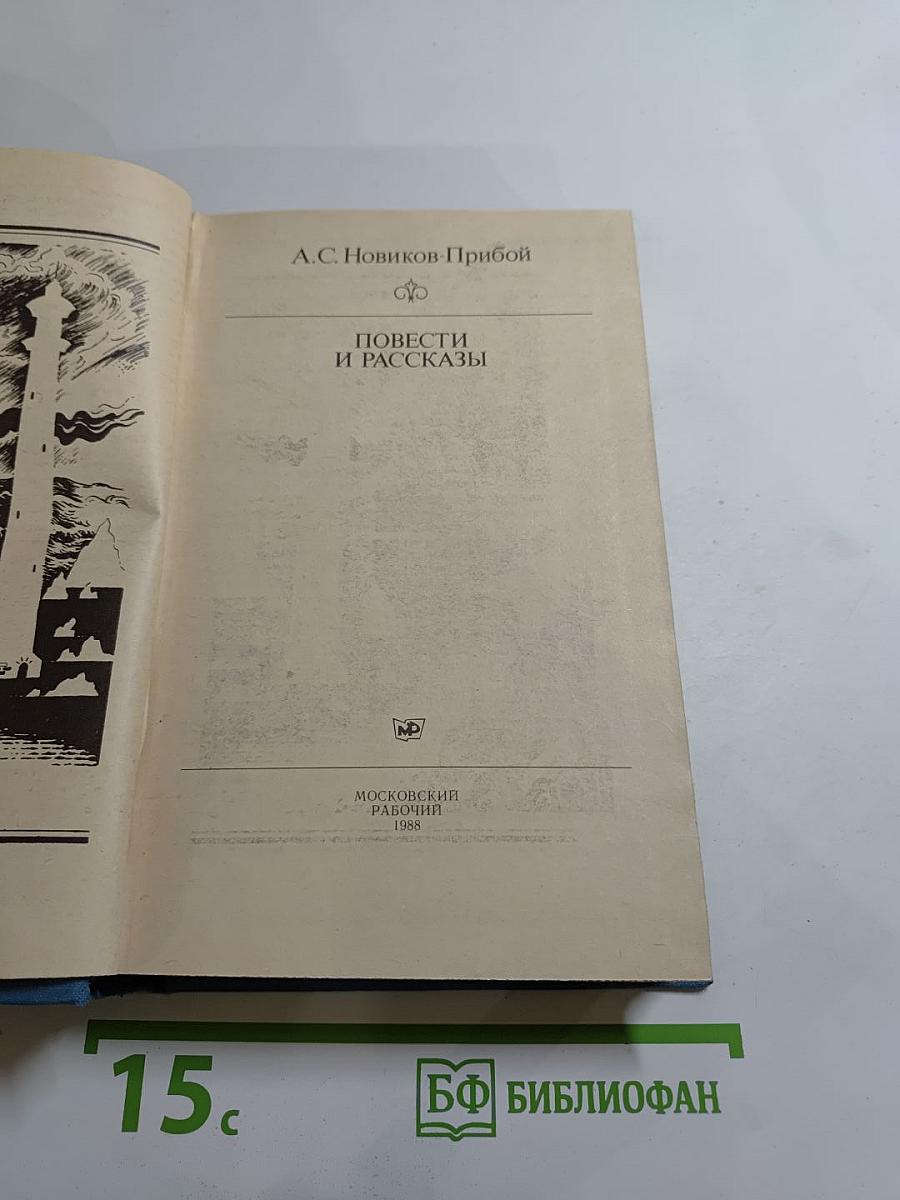 А.С. Новиков-Прибой
ПОВЕСТИ
И РАССКАЗЫ
МР
МОСКОВСКИЙ
РАБОЧИЙ
1988
15с
БФ БИБЛИОФАН